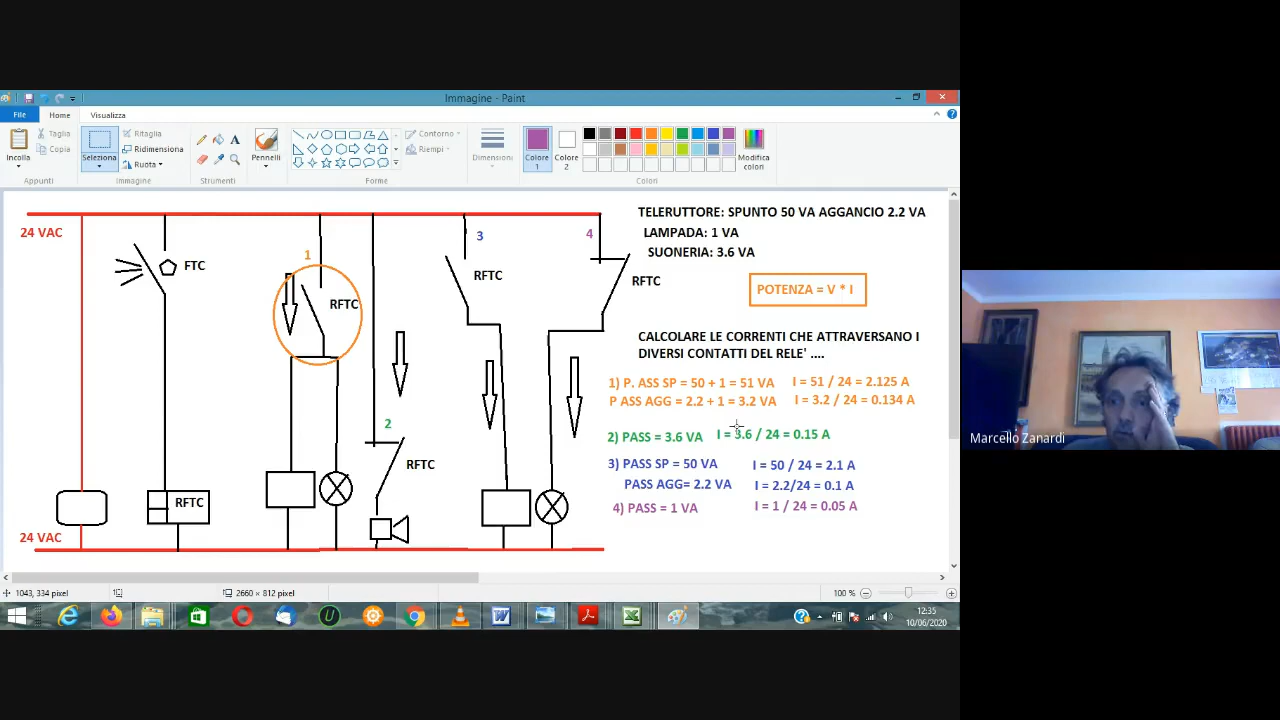 Immagine - Paint
File
Home
Visualizza
Incolla
Taglia
Copia
Appunti
Seleziona
Ritaglia
Ridimensiona
Ruota
Immagine
Strumenti
Pennelli
Contorno
Riempi
Forme
Dimensioni
Colore 1
Colore 2
Modifica colori
Colori
24 VAC
FTC
1
RFTC
3
RFTC
4
RFTC
2
RFTC
RFTC
24 VAC
TELERUTTORE: SPUNTO 50 VA AGGANCIO 2.2 VA
LAMPADA: 1 VA
SUONERIA: 3.6 VA
POTENZA = V * I
CALCOLARE LE CORRENTI CHE ATTRAVERSANO I
DIVERSI CONTATTI DEL RELE' ....
1) P. ASS SP = 50 + 1 = 51 VA I = 51 / 24 = 2.125 A
P ASS AGG = 2.2 + 1 = 3.2 VA I = 3.2 / 24 = 0.134 A
2) PASS = 3.6 VA I = 3.6 / 24 = 0.15 A
3) PASS SP = 50 VA I = 50 / 24 = 2.1 A
PASS AGG= 2.2 VA I = 2.2/24 = 0.1 A
4) PASS = 1 VA I = 1 / 24 = 0.05 A
1043, 334 pixel
2660 × 812 pixel
100 %
12:35
10/06/2020
Marcello Zanardi